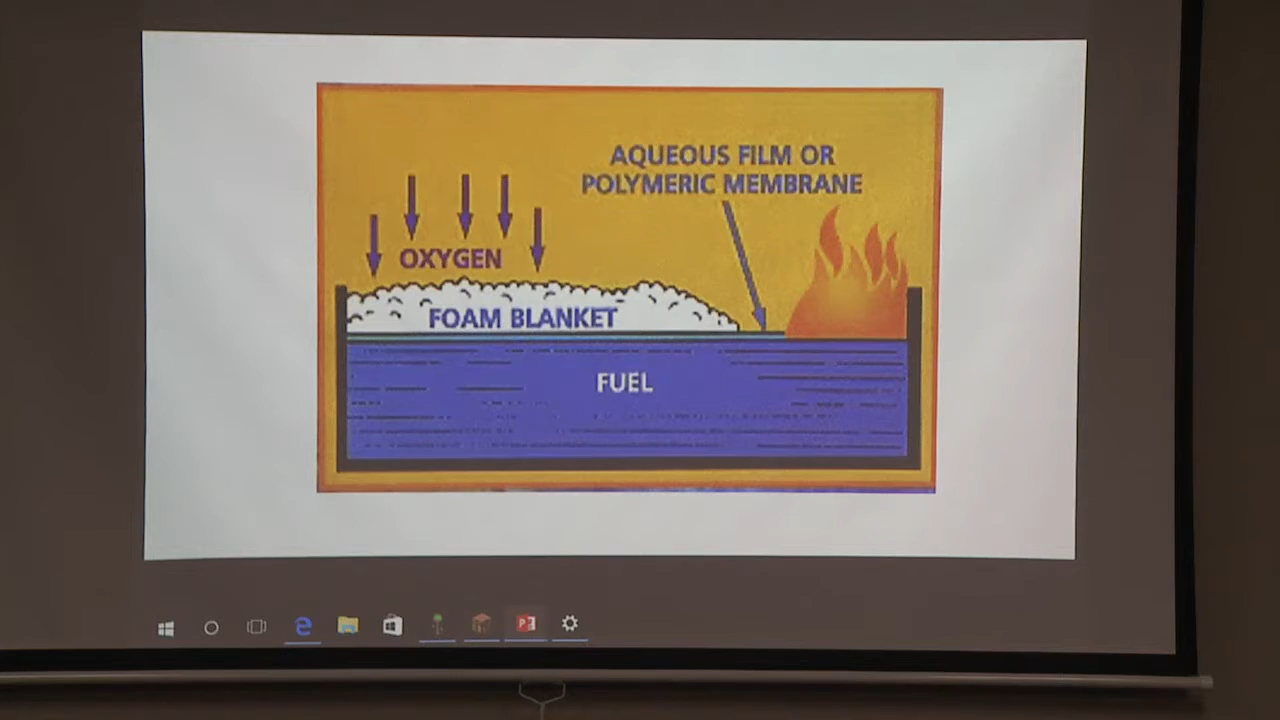 AQUEOUS FILM OR
POLYMERIC MEMBRANE
OXYGEN
FOAM BLANKET
FUEL